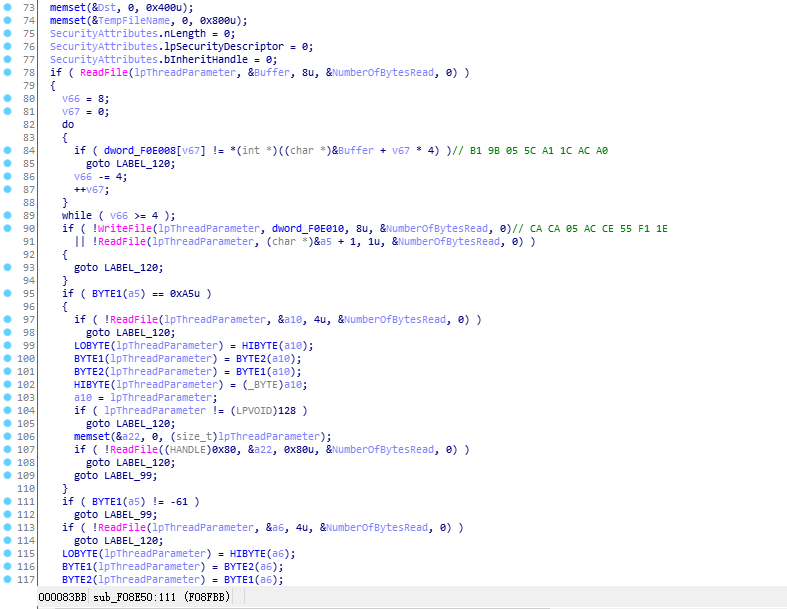 73 memset(&Dst, 0, 0x400u);
74 memset(&TempFileName, 0, 0x800u);
75 SecurityAttributes.nLength = 0;
76 SecurityAttributes.lpSecurityDescriptor = 0;
77 SecurityAttributes.bInheritHandle = 0;
78 if ( ReadFile(lpThreadParameter, &Buffer, 8u, &NumberOfBytesRead, 0) )
79 {
80 v66 = 8;
81 v67 = 0;
82 do
83 {
84 if ( dword_F0E008[v67] != *(int *)((char *)&Buffer + v67 * 4) )// B1 9B 05 5C A1 1C AC A0
85 goto LABEL_120;
86 v66 -= 4;
87 ++v67;
88 }
89 while ( v66 >= 4 );
90 if ( !WriteFile(lpThreadParameter, dword_F0E010, 8u, &NumberOfBytesRead, 0)// CA CA 05 AC CE 55 F1 1E
91 || !ReadFile(lpThreadParameter, (char *)&a5 + 1, 1u, &NumberOfBytesRead, 0) )
92 {
93 goto LABEL_120;
94 }
95 if ( BYTE1(a5) == 0xA5u )
96 {
97 if ( !ReadFile(lpThreadParameter, &a10, 4u, &NumberOfBytesRead, 0) )
98 goto LABEL_120;
99 LOBYTE(lpThreadParameter) = HIBYTE(a10);
100 BYTE1(lpThreadParameter) = BYTE2(a10);
101 BYTE2(lpThreadParameter) = BYTE1(a10);
102 HIBYTE(lpThreadParameter) = (_BYTE)a10;
103 a10 = lpThreadParameter;
104 if ( lpThreadParameter != (LPVOID)128 )
105 goto LABEL_120;
106 memset(&a22, 0, (size_t)lpThreadParameter);
107 if ( !ReadFile((HANDLE)0x80, &a22, 0x80u, &NumberOfBytesRead, 0) )
108 goto LABEL_120;
109 goto LABEL_99;
110 }
111 if ( BYTE1(a5) != -61 )
112 goto LABEL_99;
113 if ( !ReadFile(lpThreadParameter, &a6, 4u, &NumberOfBytesRead, 0) )
114 goto LABEL_120;
115 LOBYTE(lpThreadParameter) = HIBYTE(a6);
116 BYTE1(lpThreadParameter) = BYTE2(a6);
117 BYTE2(lpThreadParameter) = BYTE1(a6);
000083BB sub_F08E50:111 (F08FBB)